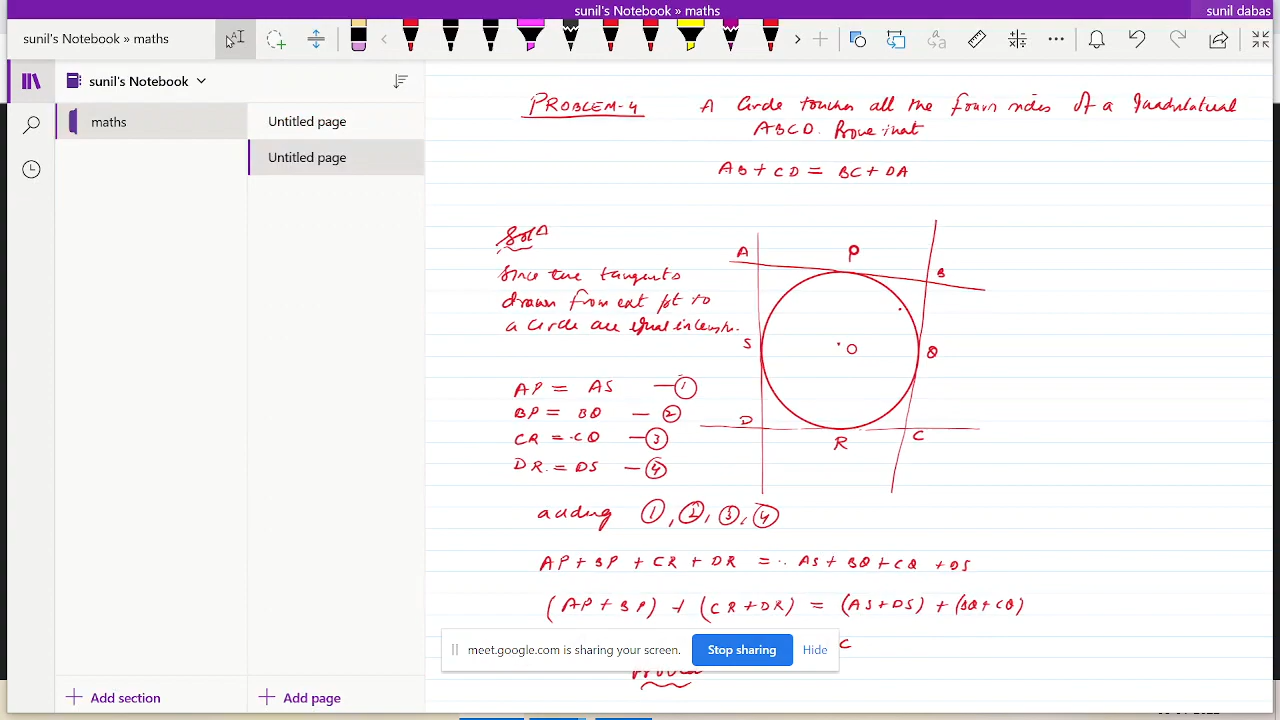 sunil's Notebook » maths
sunil dabas
sunil's Notebook » maths
sunil's Notebook
maths
Untitled page
Untitled page
PROBLEM-4 A Circle touches all the four sides of a Quadrilateral
ABCD. Prove that
AB + CD = BC + DA
Soln
Since the tangents
drawn from ext pt to
a circle are equal in length.
A P B
S O Q
D R C
AP = AS — 1
BP = BQ — 2
CR = CQ — 3
DR = DS — 4
adding 1, 2, 3, 4
AP + BP + CR + DR = AS + BQ + CQ + DS
(AP + BP) + (CR + DR) = (AS + DS) + (BQ + CQ)
C
meet.google.com is sharing your screen.
Stop sharing
Hide
Add section
Add page